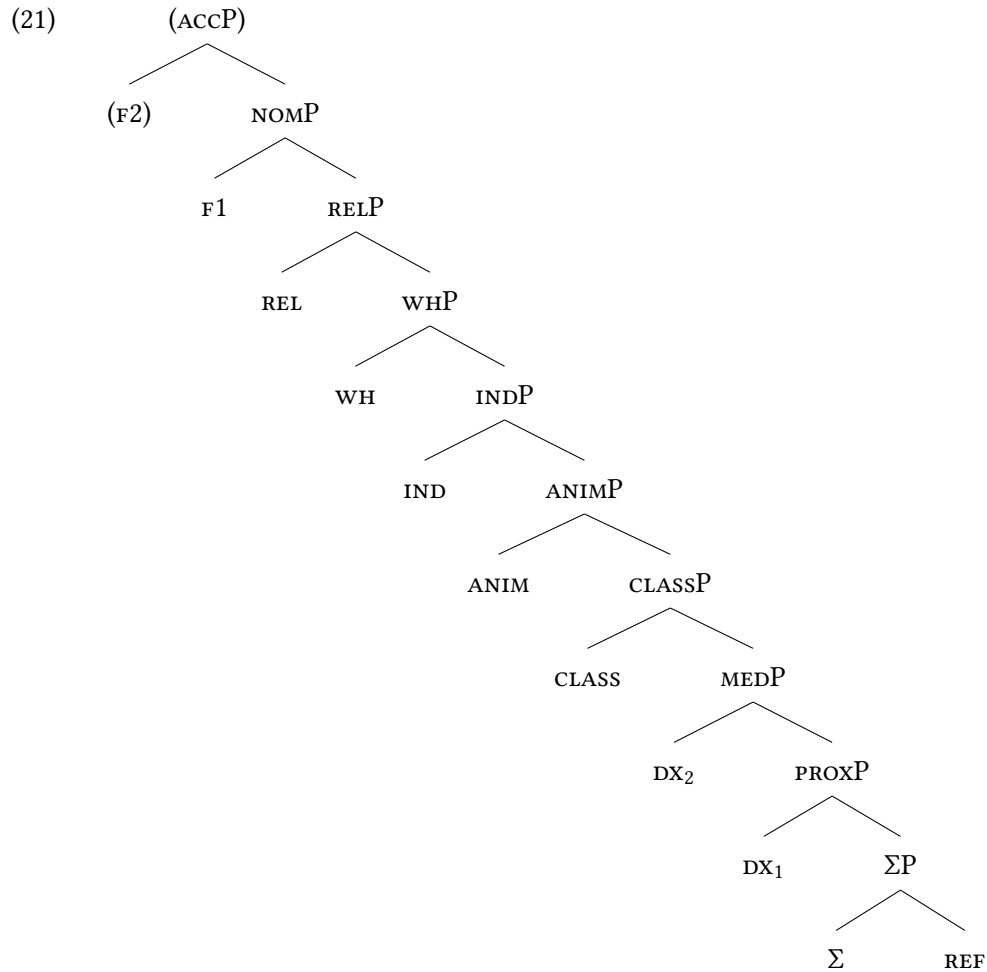 (21) (ACCP)
(F2) NOMP
F1 RELP
REL WHP
WH INDP
IND ANIMP
ANIM CLASSP
CLASS MEDP
DX₂ PROXP
DX₁ ΣP
Σ REF